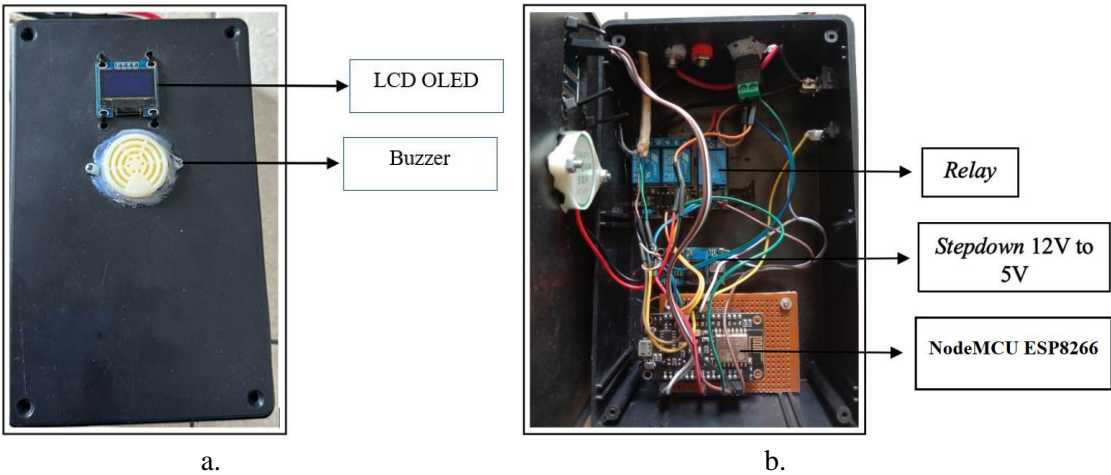 LCD OLED
Buzzer
Relay
Stepdown 12V to
5V
NodeMCU ESP8266
a.
b.